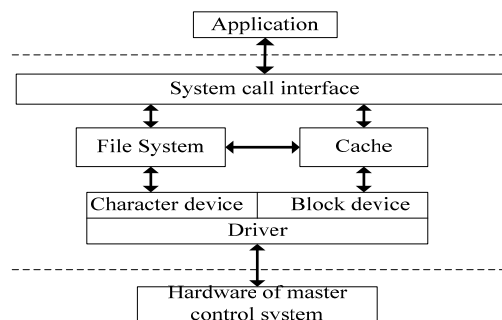 Application
System call interface
File System
Cache
Character device
Block device
Driver
Hardware of master
control system